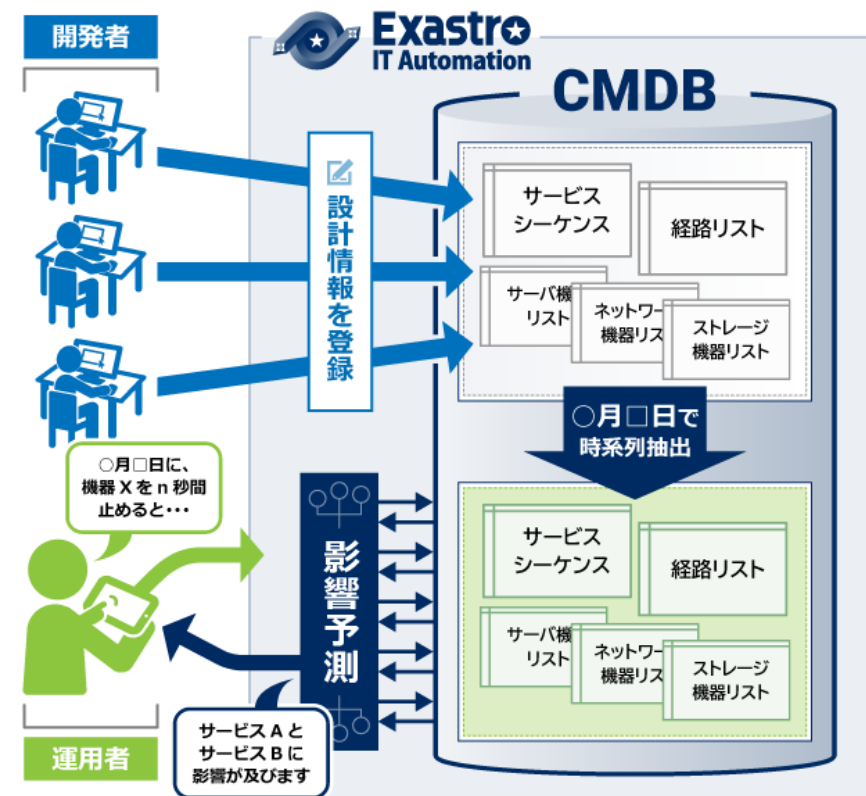 開発者
Exastro
IT Automation
CMDB
設計情報を登録
サービス
シーケンス
経路リスト
サーバ機
リスト
ネットワー
機器リス
ストレージ
機器リスト
○月□日で
時系列抽出
○月□日に、
機器Xをn秒間
止めると･･･
影響予測
サービス
シーケンス
経路リスト
サーバ機
リスト
ネットワー
機器リス
ストレージ
機器リスト
サービスAと
サービスBに
影響が及びます
運用者